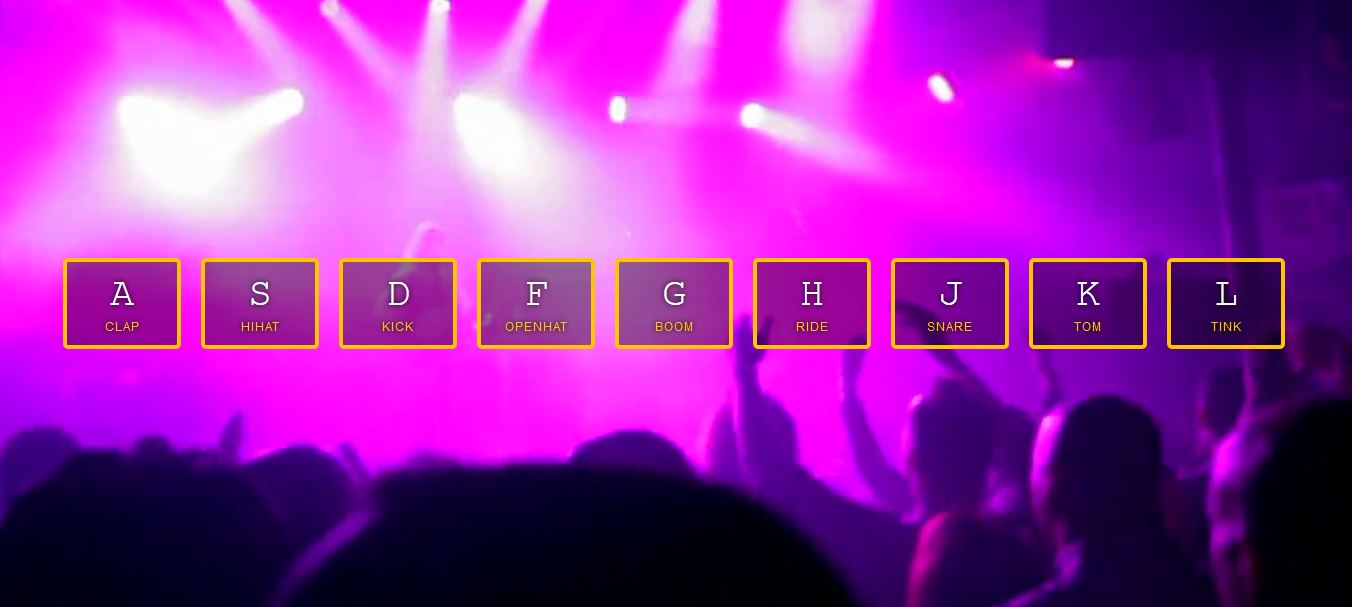 A S D F G H J K L
CLAP HIHAT KICK OPENHAT BOOM RIDE SNARE TOM TINK